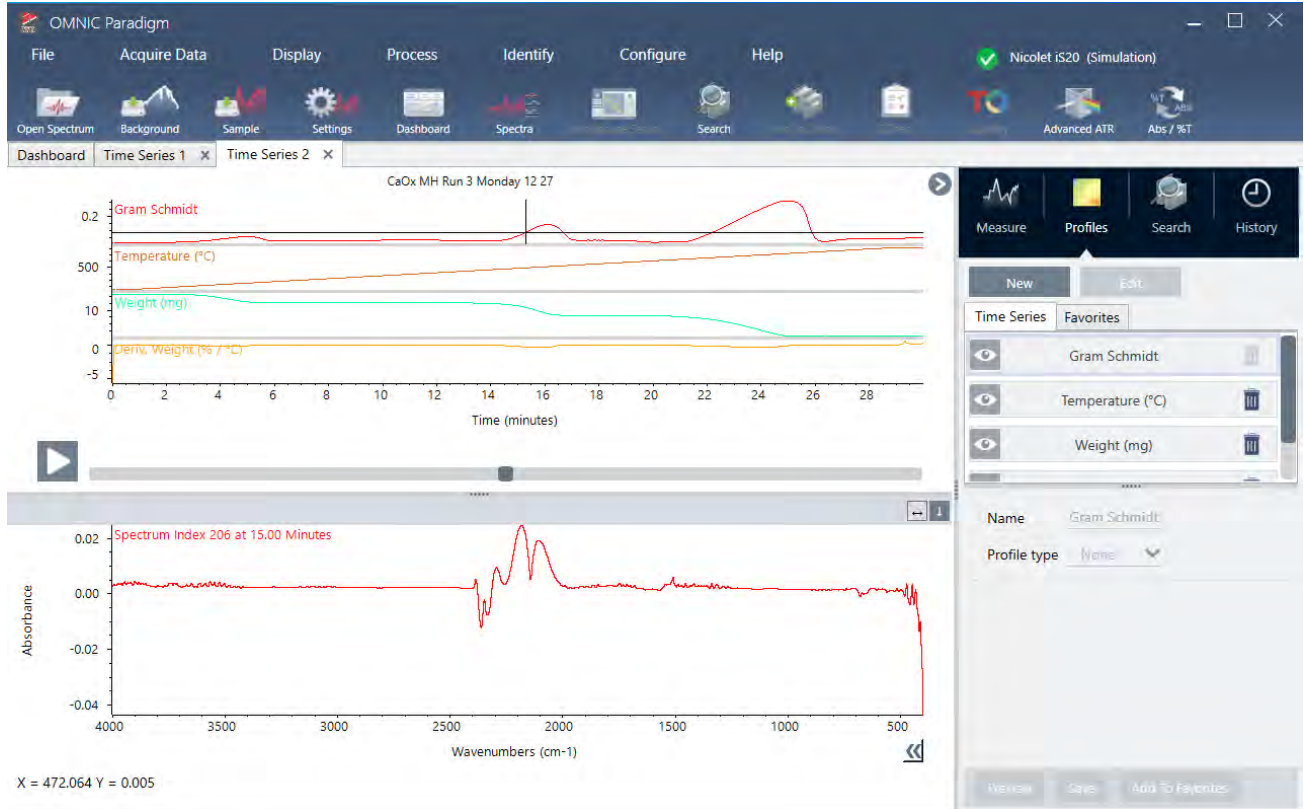 OMNIC Paradigm
File Acquire Data Display Process Identify Configure Help Nicolet iS20 (Simulation)
Open Spectrum Background Sample Settings Dashboard Spectra Search Advanced ATR Abs / %T
Dashboard Time Series 1 X Time Series 2 X
CaOx MH Run 3 Monday 12 27
Gram Schmidt
0.2
Temperature (°C)
500
Weight (mg)
10
Deriv. Weight (% / °C)
0
-5
0 2 4 6 8 10 12 14 16 18 20 22 24 26 28
Time (minutes)
Spectrum Index 206 at 15.00 Minutes
0.02
0.00
-0.02
-0.04
Absorbance
4000 3500 3000 2500 2000 1500 1000 500
Wavenumbers (cm-1)
X = 472.064 Y = 0.005
Measure Profiles Search History
New Edit
Time Series Favorites
Gram Schmidt
Temperature (°C)
Weight (mg)
Name Gram Schmidt
Profile type None
Preview Save Add To Favorites